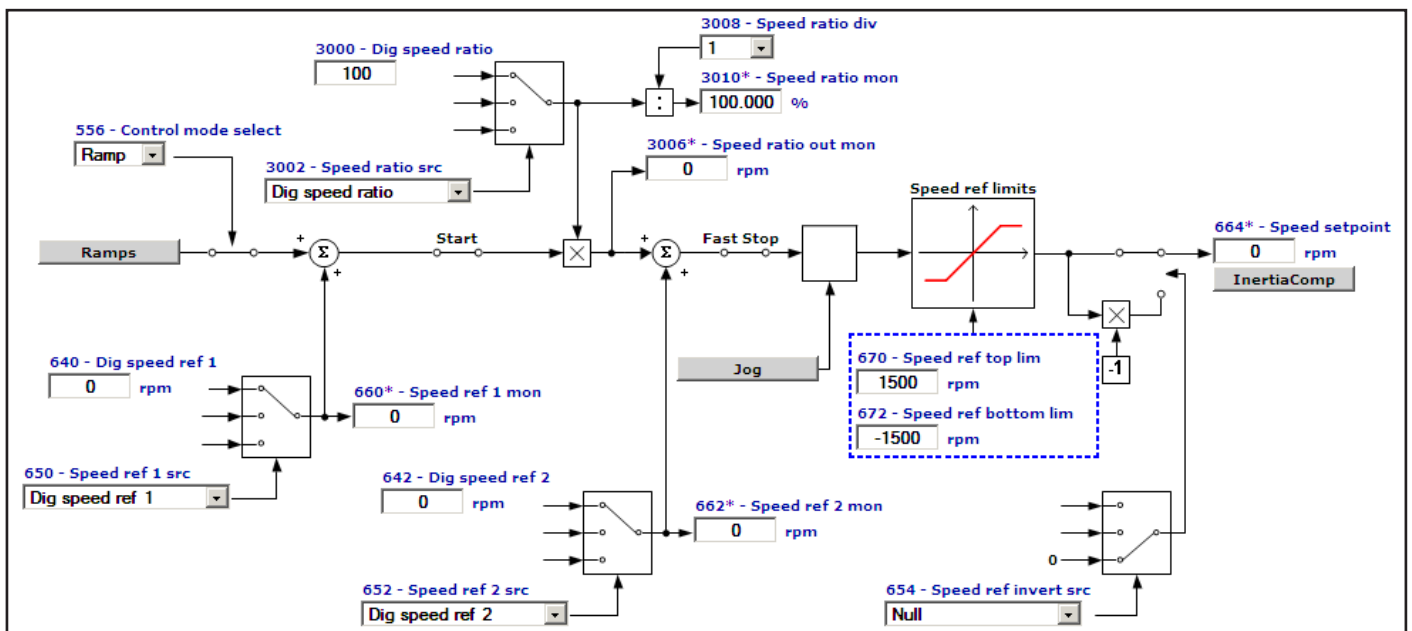 3008 - Speed ratio div
1
3000 - Dig speed ratio
100
3010* - Speed ratio mon
:
100.000 %
556 - Control mode select
Ramp
3006* - Speed ratio out mon
0 rpm
3002 - Speed ratio src
Dig speed ratio
Speed ref limits
664* - Speed setpoint
0 rpm
InertiaComp
Ramps
+
Σ
+
Start
×
+
Σ
+
Fast Stop
×
-1
640 - Dig speed ref 1
0 rpm
Jog
670 - Speed ref top lim
1500 rpm
660* - Speed ref 1 mon
0 rpm
672 - Speed ref bottom lim
-1500 rpm
650 - Speed ref 1 src
Dig speed ref 1
642 - Dig speed ref 2
0 rpm
662* - Speed ref 2 mon
0 rpm
0
652 - Speed ref 2 src
Dig speed ref 2
654 - Speed ref invert src
Null